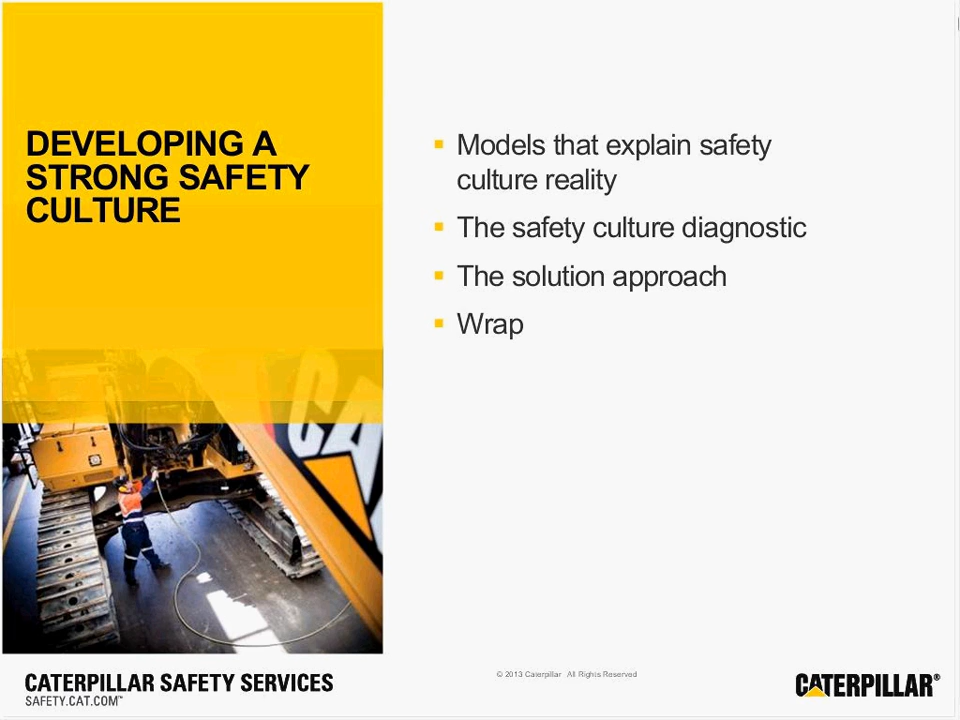 DEVELOPING A
STRONG SAFETY
CULTURE
▪ Models that explain safety
culture reality
▪ The safety culture diagnostic
▪ The solution approach
▪ Wrap
CA
CATERPILLAR SAFETY SERVICES
SAFETY.CAT.COM™
© 2013 Caterpillar All Rights Reserved
CATERPILLAR®